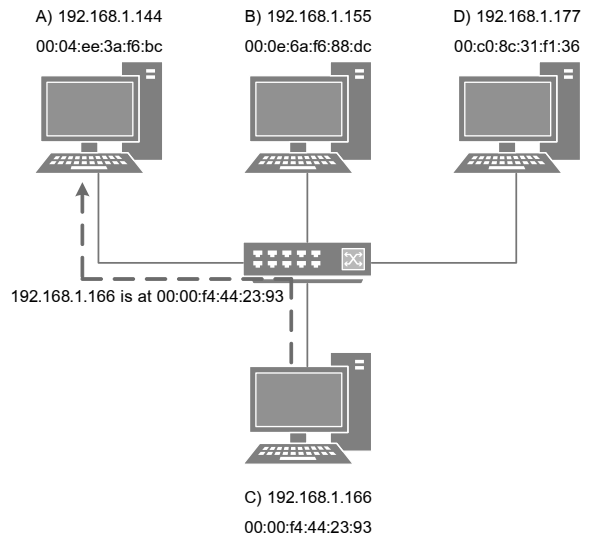 A) 192.168.1.144
00:04:ee:3a:f6:bc
B) 192.168.1.155
00:0e:6a:f6:88:dc
D) 192.168.1.177
00:c0:8c:31:f1:36
192.168.1.166 is at 00:00:f4:44:23:93
C) 192.168.1.166
00:00:f4:44:23:93